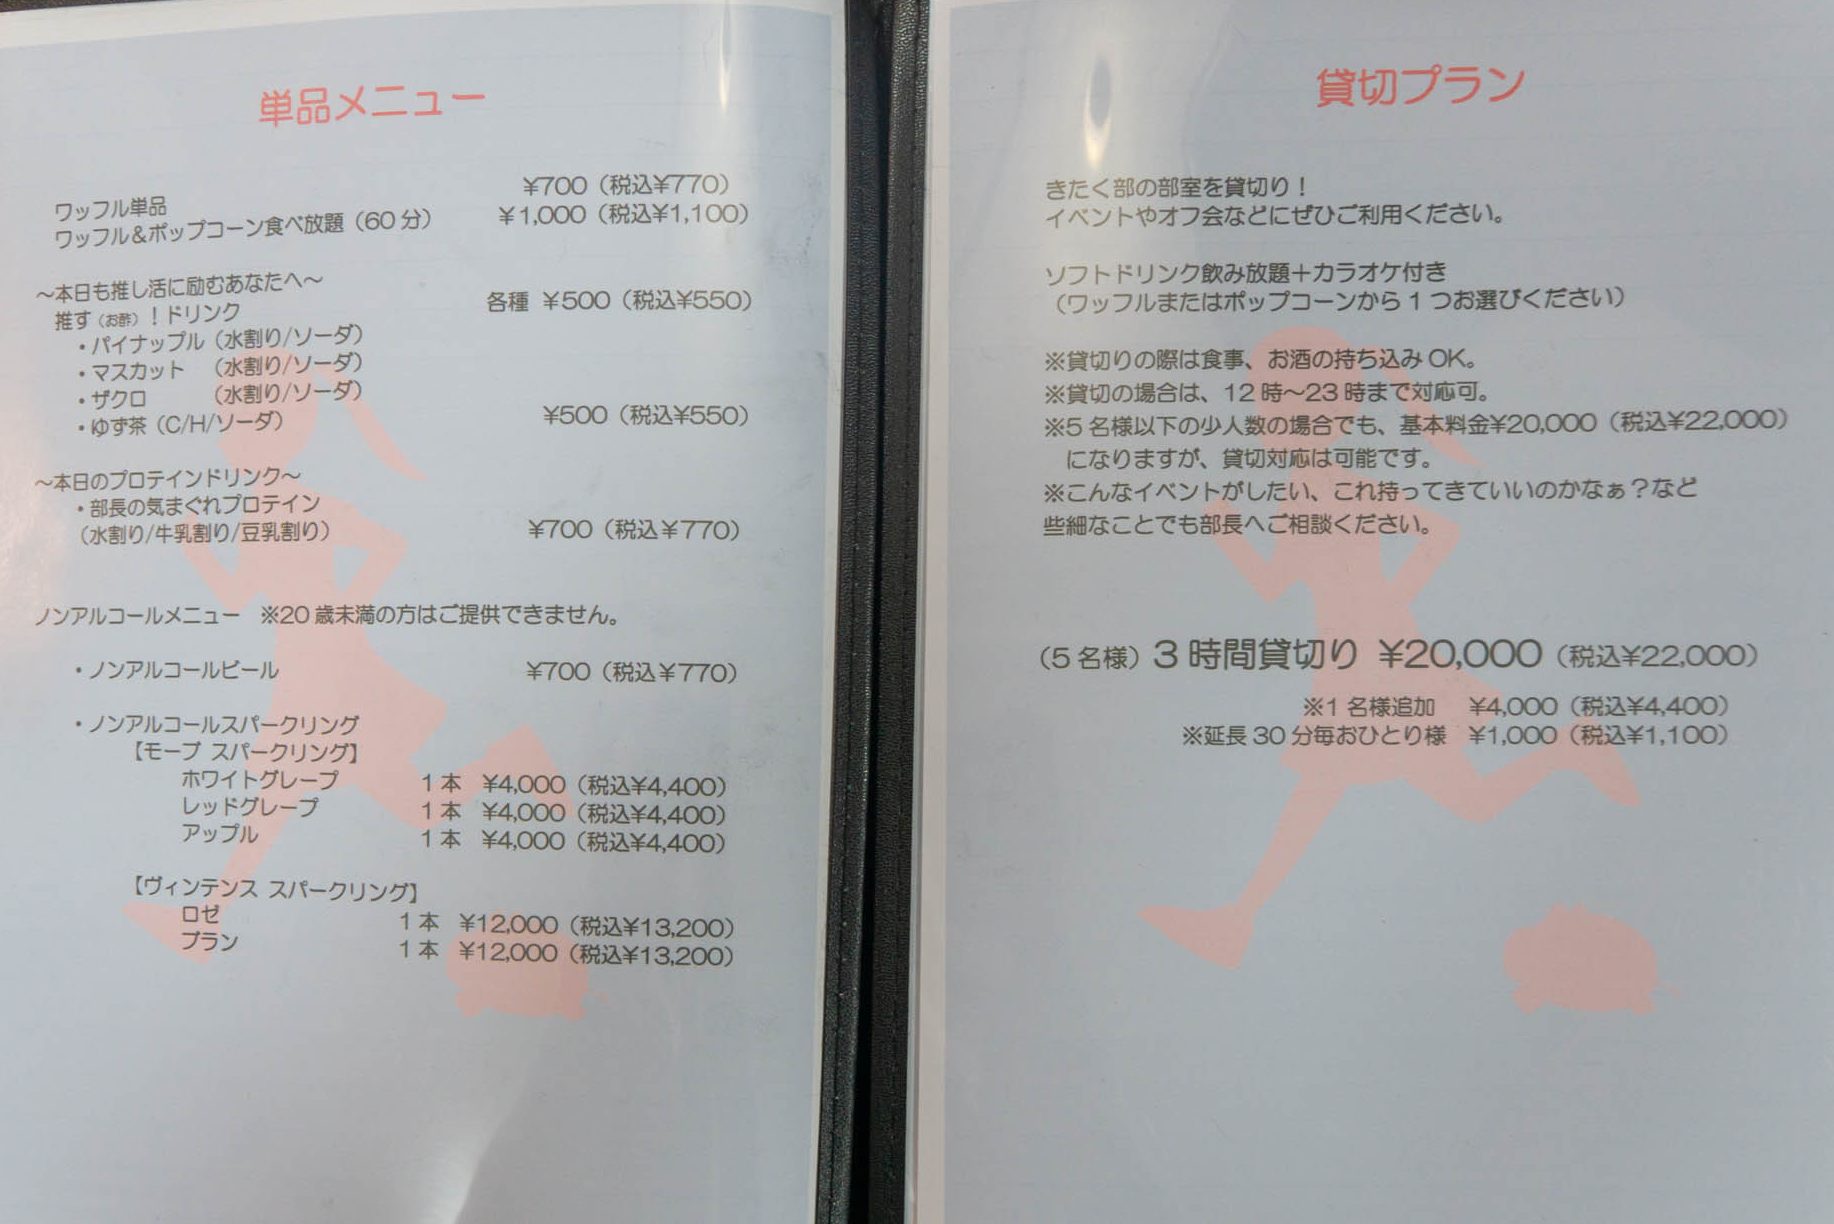 単品メニュー
ワッフル単品 ¥700（税込¥770）
ワッフル＆ポップコーン食べ放題（60分） ¥1,000（税込¥1,100）
～本日も推し活に励むあなたへ～
推す（お酢）！ドリンク 各種 ¥500（税込¥550）
・パイナップル（水割り/ソーダ）
・マスカット （水割り/ソーダ）
・ザクロ （水割り/ソーダ）
・ゆず茶（C/H/ソーダ） ¥500（税込¥550）
～本日のプロテインドリンク～
・部長の気まぐれプロテイン
（水割り/牛乳割り/豆乳割り） ¥700（税込¥770）
ノンアルコールメニュー ※20歳未満の方はご提供できません。
・ノンアルコールビール ¥700（税込¥770）
・ノンアルコールスパークリング
【モーブ スパークリング】
ホワイトグレープ 1本 ¥4,000（税込¥4,400）
レッドグレープ 1本 ¥4,000（税込¥4,400）
アップル 1本 ¥4,000（税込¥4,400）
【ヴィンテンス スパークリング】
ロゼ 1本 ¥12,000（税込¥13,200）
ブラン 1本 ¥12,000（税込¥13,200）
貸切プラン
きたく部の部室を貸切り！
イベントやオフ会などにぜひご利用ください。
ソフトドリンク飲み放題＋カラオケ付き
（ワッフルまたはポップコーンから1つお選びください）
※貸切りの際は食事、お酒の持ち込みOK。
※貸切の場合は、12時～23時まで対応可。
※5名様以下の少人数の場合でも、基本料金¥20,000（税込¥22,000）
になりますが、貸切対応は可能です。
※こんなイベントがしたい、これ持ってきていいのかなぁ？など
些細なことでも部長へご相談ください。
（5名様）3時間貸切り ¥20,000（税込¥22,000）
※1名様追加 ¥4,000（税込¥4,400）
※延長30分毎おひとり様 ¥1,000（税込¥1,100）